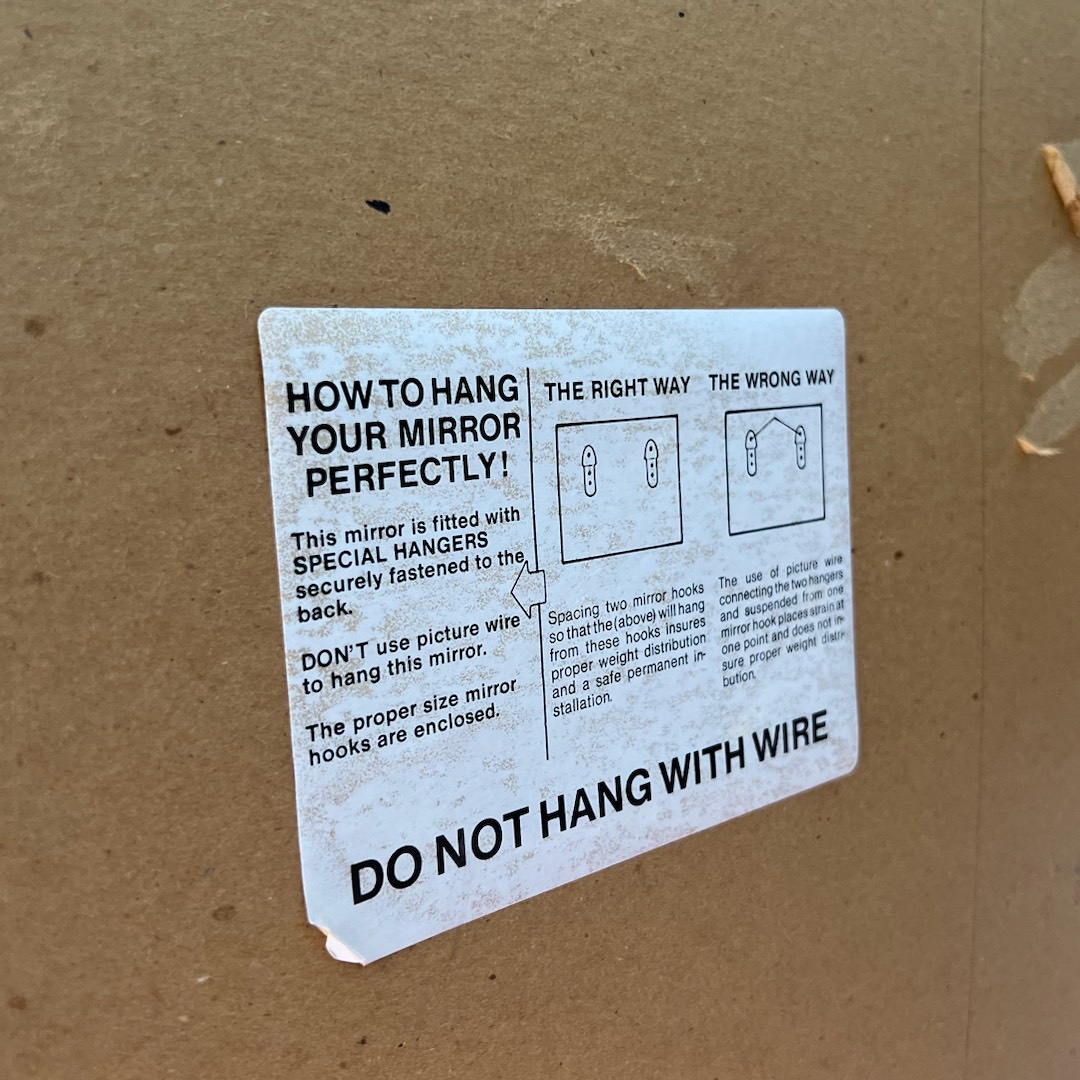 HOW TO HANG
YOUR MIRROR
PERFECTLY!
This mirror is fitted with
SPECIAL HANGERS
securely fastened to the
back.
DON'T use picture wire
to hang this mirror.
The proper size mirror
hooks are enclosed.
THE RIGHT WAY
Spacing two mirror hooks
so that the (above) will hang
from these hooks insures
proper weight distribution
and a safe permanent in-
stallation.
THE WRONG WAY
The use of picture wire
connecting the two hangers
and suspended from one
mirror hook places strain at
one point and does not in-
sure proper weight distri-
bution.
DO NOT HANG WITH WIRE